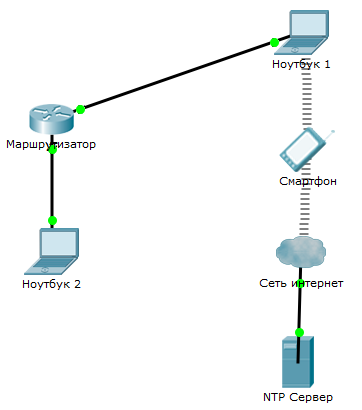 Ноутбук 1
Маршрутизатор
Смартфон
Ноутбук 2
Сеть интернет
NTP Сервер